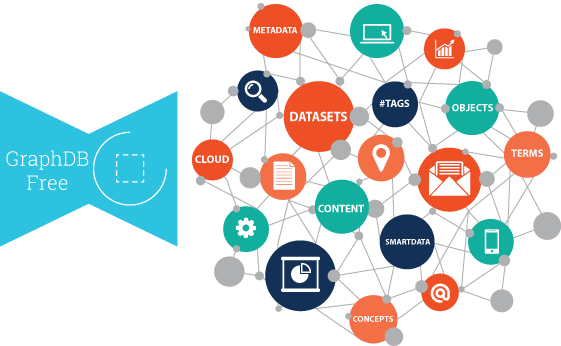 METADATA
DATASETS
#TAGS
OBJECTS
GraphDB
Free
CLOUD
TERMS
CONTENT
SMARTDATA
@
CONCEPTS